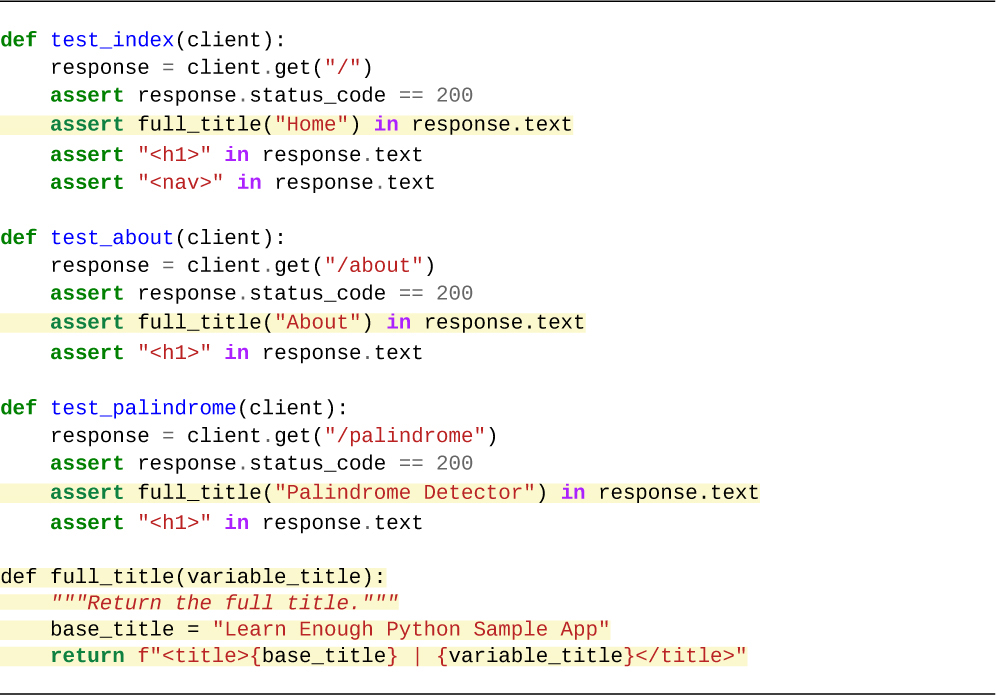 def test_index(client):
    response = client.get("/")
    assert response.status_code == 200
    assert full_title("Home") in response.text
    assert "<h1>" in response.text
    assert "<nav>" in response.text

def test_about(client):
    response = client.get("/about")
    assert response.status_code == 200
    assert full_title("About") in response.text
    assert "<h1>" in response.text

def test_palindrome(client):
    response = client.get("/palindrome")
    assert response.status_code == 200
    assert full_title("Palindrome Detector") in response.text
    assert "<h1>" in response.text

def full_title(variable_title):
    """Return the full title."""
    base_title = "Learn Enough Python Sample App"
    return f"<title>{base_title} | {variable_title}</title>"